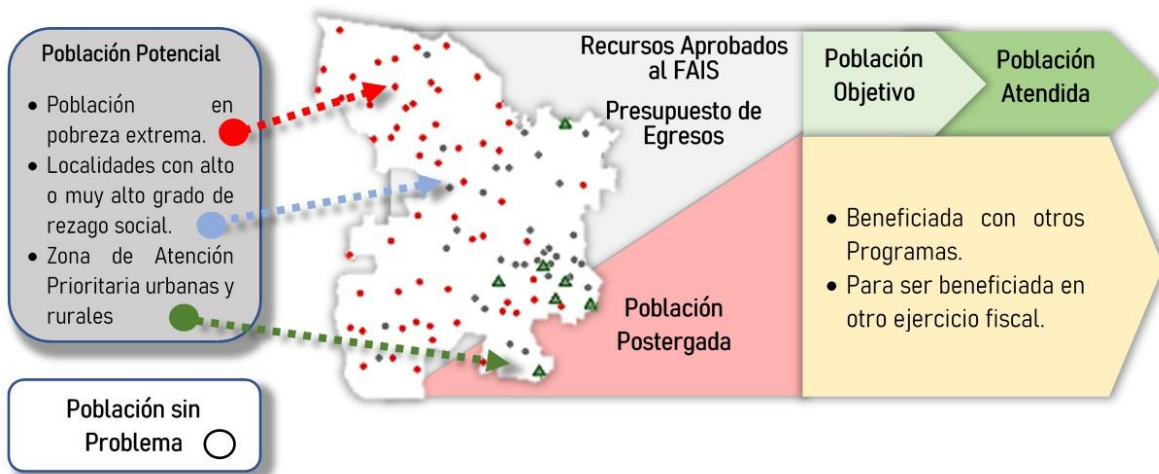 Población Potencial
• Población en
pobreza extrema.
• Localidades con alto
o muy alto grado de
rezago social.
• Zona de Atención
Prioritaria urbanas y
rurales
Población sin
Problema
Recursos Aprobados
al FAIS
Presupuesto de
Egresos
Población
Postergada
Población
Objetivo
Población
Atendida
• Beneficiada con otros
Programas.
• Para ser beneficiada en
otro ejercicio fiscal.